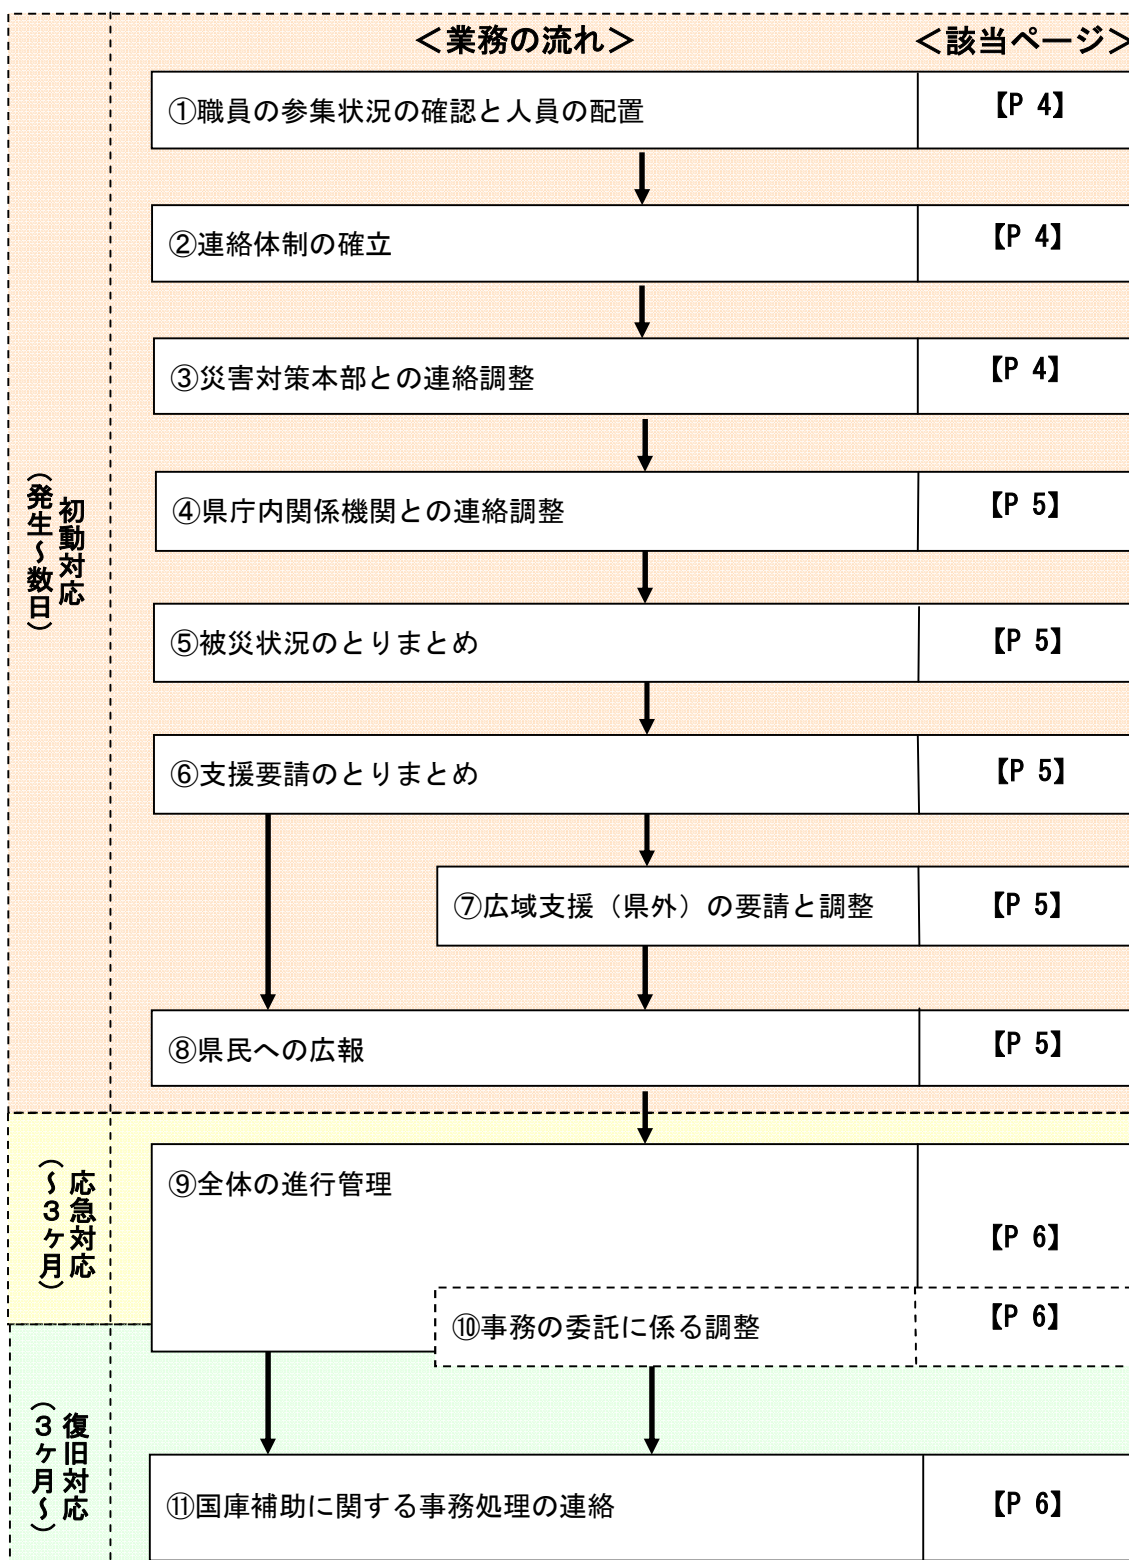 ＜業務の流れ＞ ＜該当ページ＞
初動対応
（発生～数日）
①職員の参集状況の確認と人員の配置 【P 4】
②連絡体制の確立 【P 4】
③災害対策本部との連絡調整 【P 4】
④県庁内関係機関との連絡調整 【P 5】
⑤被災状況のとりまとめ 【P 5】
⑥支援要請のとりまとめ 【P 5】
⑦広域支援（県外）の要請と調整 【P 5】
⑧県民への広報 【P 5】
応急対応
（～３ヶ月）
⑨全体の進行管理 【P 6】
⑩事務の委託に係る調整 【P 6】
復旧対応
（３ヶ月～）
⑪国庫補助に関する事務処理の連絡 【P 6】